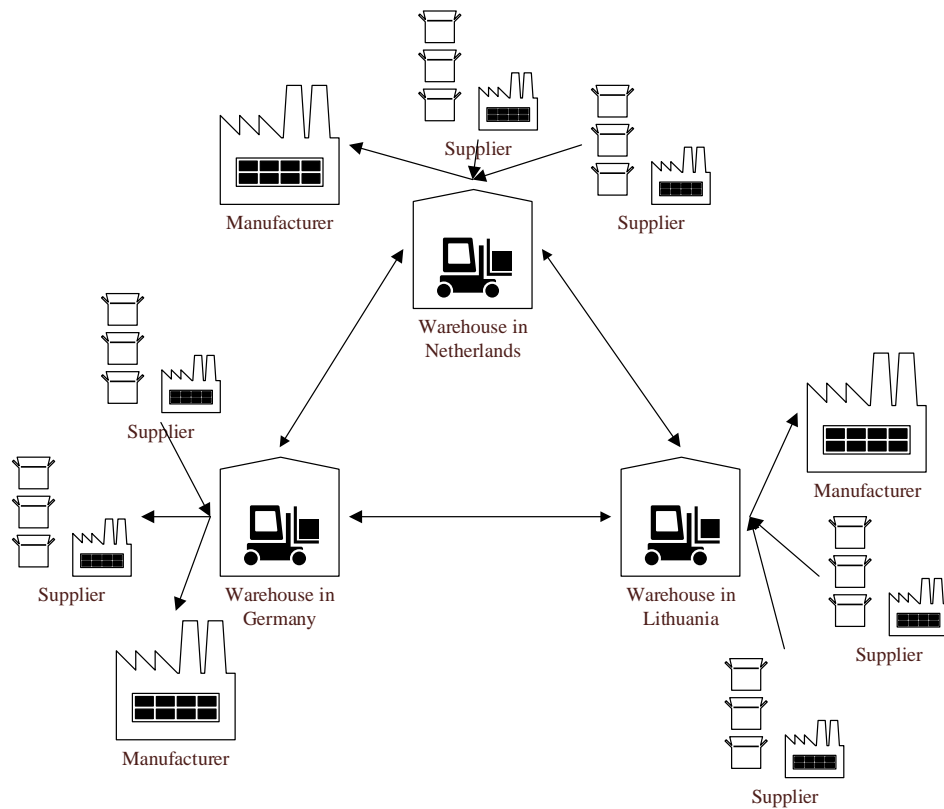 Supplier
Supplier
Manufacturer
Warehouse in
Netherlands
Supplier
Manufacturer
Supplier
Warehouse in
Germany
Warehouse in
Lithuania
Supplier
Manufacturer
Supplier